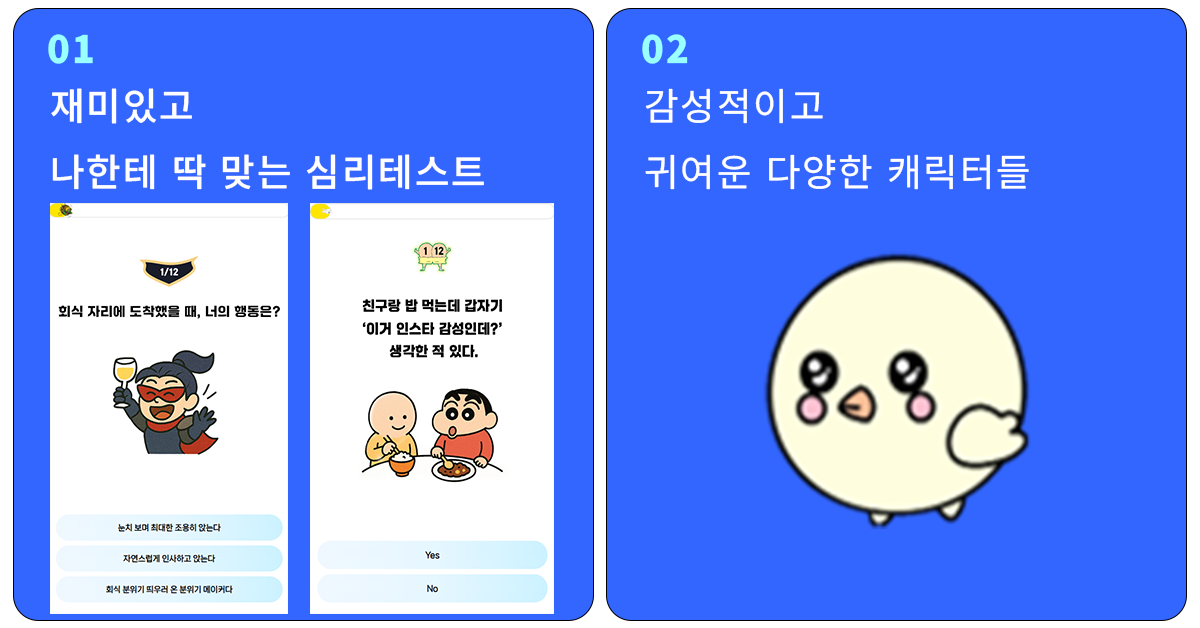 01
재미있고
나한테 딱 맞는 심리테스트
1/12
회식 자리에 도착했을 때, 너의 행동은?
눈치 보며 최대한 조용히 앉는다
자연스럽게 인사하고 앉는다
회식 분위기 띄우러 온 분위기 메이커다
1 12
친구랑 밥 먹는데 갑자기
‘이거 인스타 감성인데?’
생각한 적 있다.
Yes
No
02
감성적이고
귀여운 다양한 캐릭터들